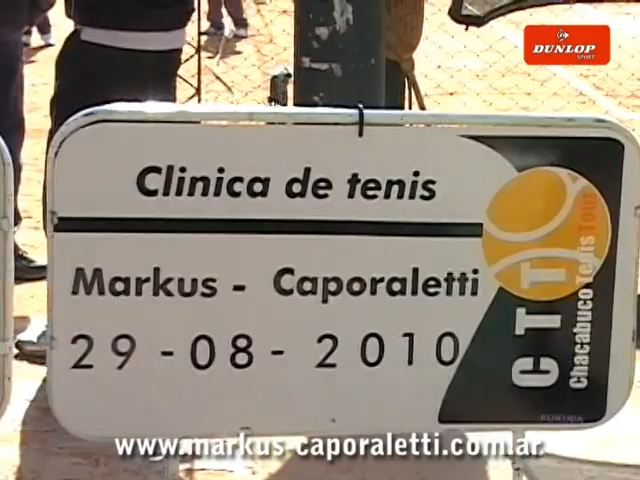 DUNLOP
SPORT
Clinica de tenis
Markus - Caporaletti
29-08-2010
CTT
Chacabuco Tenis Tour
www.markus-caporaletti.com.ar